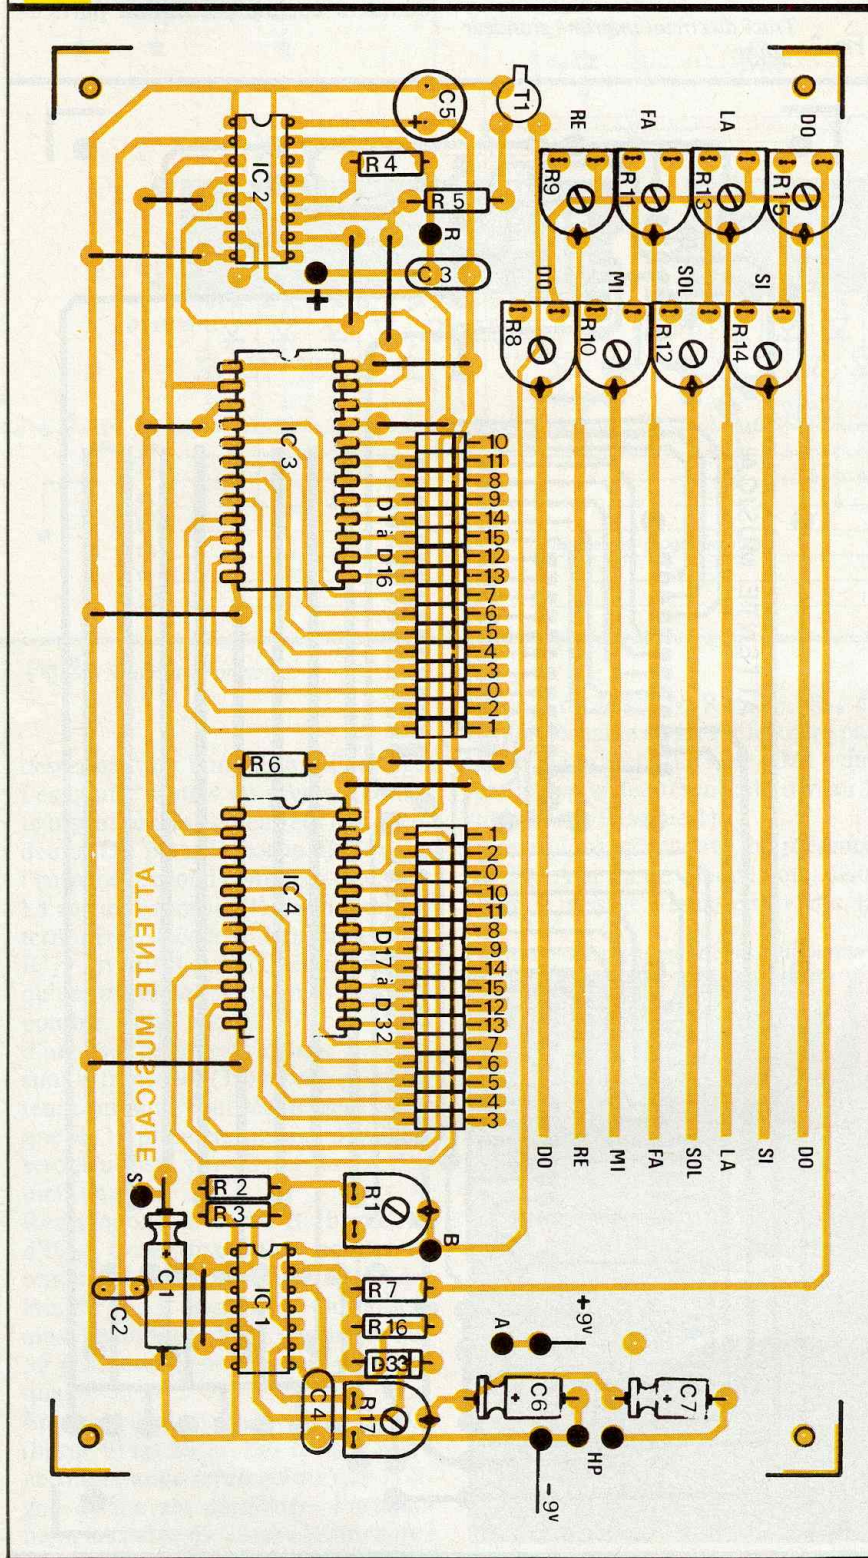 C5
T1
RE
FA
LA
DO
IC 2
R 4
R 5
R
R9
R11
R13
R15
+
C 3
DO
MI
SOL
SI
R8
R10
R12
R14
IC 3
D1 à D16
10
11
8
9
14
15
12
13
7
6
5
4
3
0
2
1
R 6
IC 4
D17 à D 32
1
2
0
10
11
8
9
14
15
12
13
7
6
5
4
3
ATTENTE MUSICALE
DO
RE
MI
FA
SOL
LA
SI
DO
S
R 2
R 3
R1
B
C1
C2
IC 1
R 7
R 16
D33
A
+9V
C 4
R17
C6
C7
HP
-9V